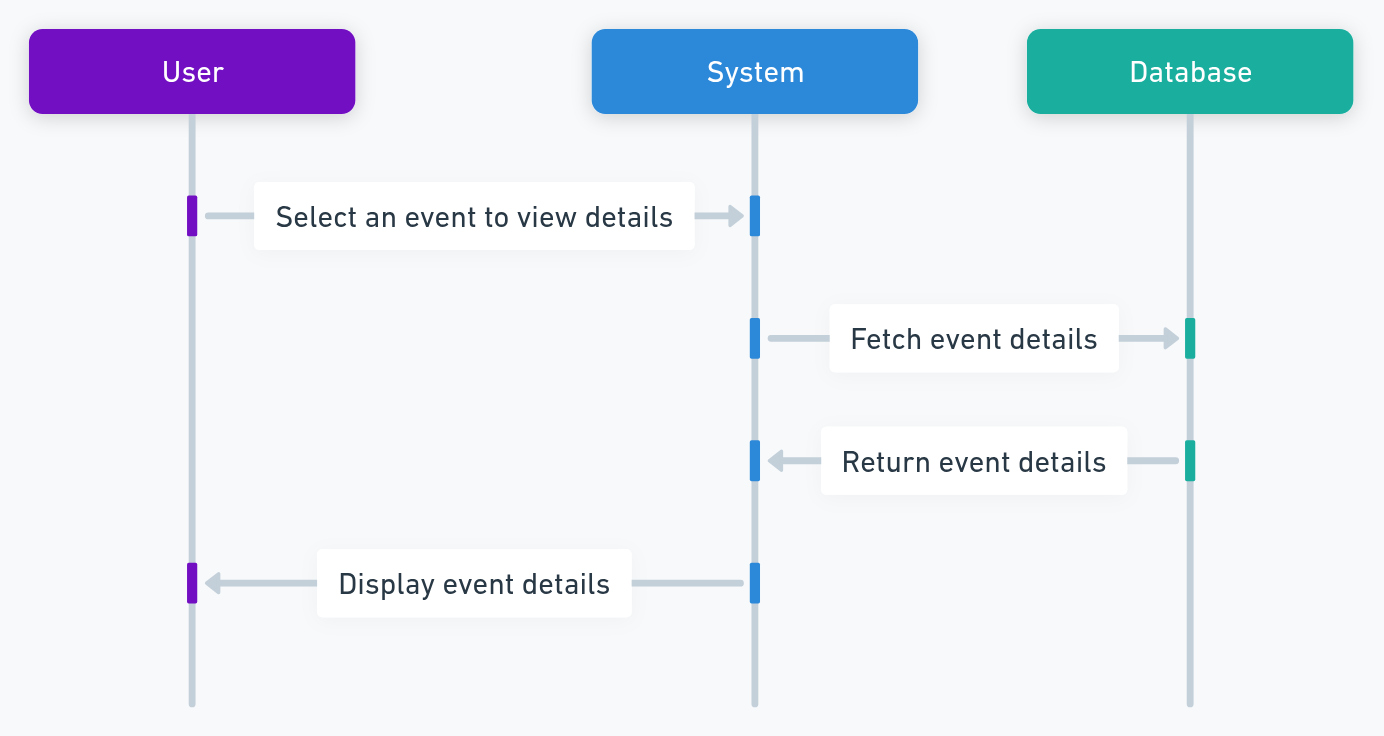 User
System
Database
Select an event to view details
Fetch event details
Return event details
Display event details